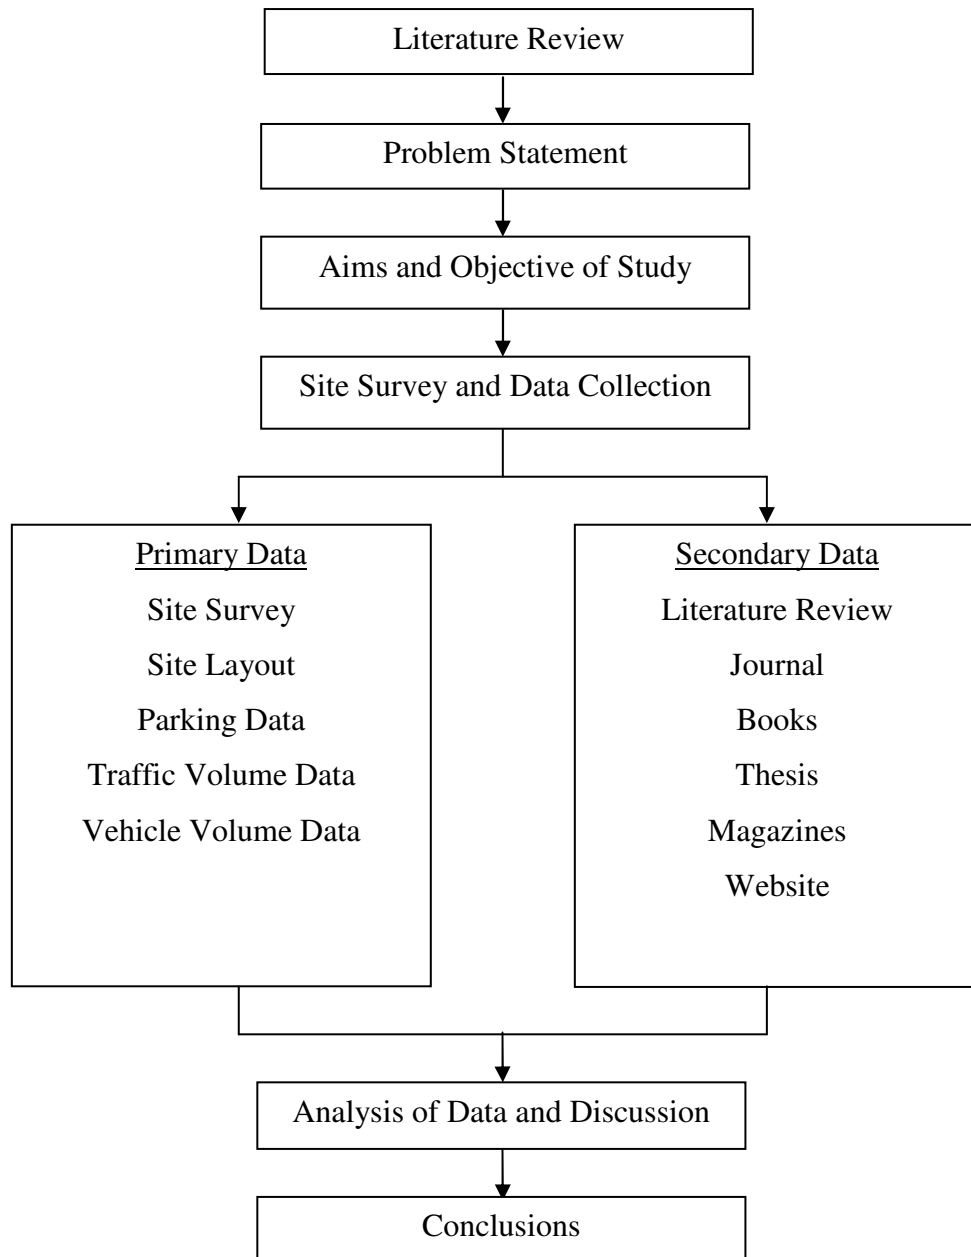 Literature Review
Problem Statement
Aims and Objective of Study
Site Survey and Data Collection
Primary Data
Site Survey
Site Layout
Parking Data
Traffic Volume Data
Vehicle Volume Data
Secondary Data
Literature Review
Journal
Books
Thesis
Magazines
Website
Analysis of Data and Discussion
Conclusions